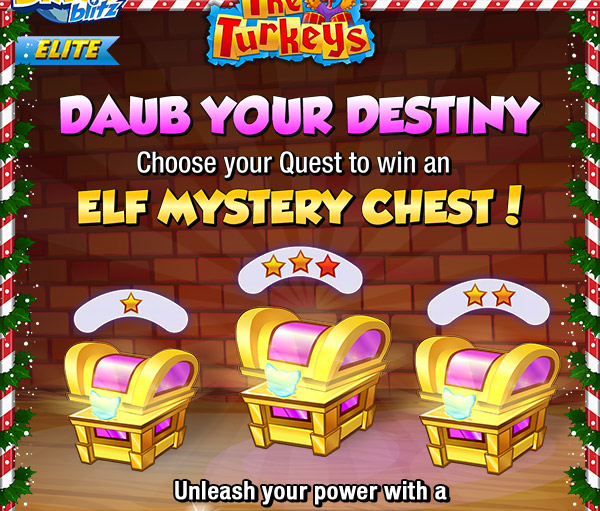 blitz
The
Turkeys
ELITE
DAUB YOUR DESTINY
Choose your Quest to win an
ELF MYSTERY CHEST!
Unleash your power with a